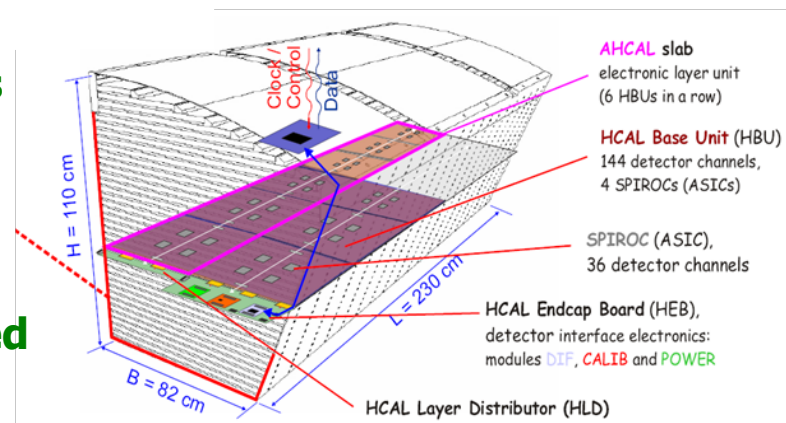 s
ed
Clock /
Control
Data
H = 110 cm
B = 82 cm
L = 230 cm
AHCAL slab
electronic layer unit
(6 HBUs in a row)
HCAL Base Unit (HBU)
144 detector channels,
4 SPIROCs (ASICs)
SPIROC (ASIC),
36 detector channels
HCAL Endcap Board (HEB),
detector interface electronics:
modules DIF, CALIB and POWER
HCAL Layer Distributor (HLD)